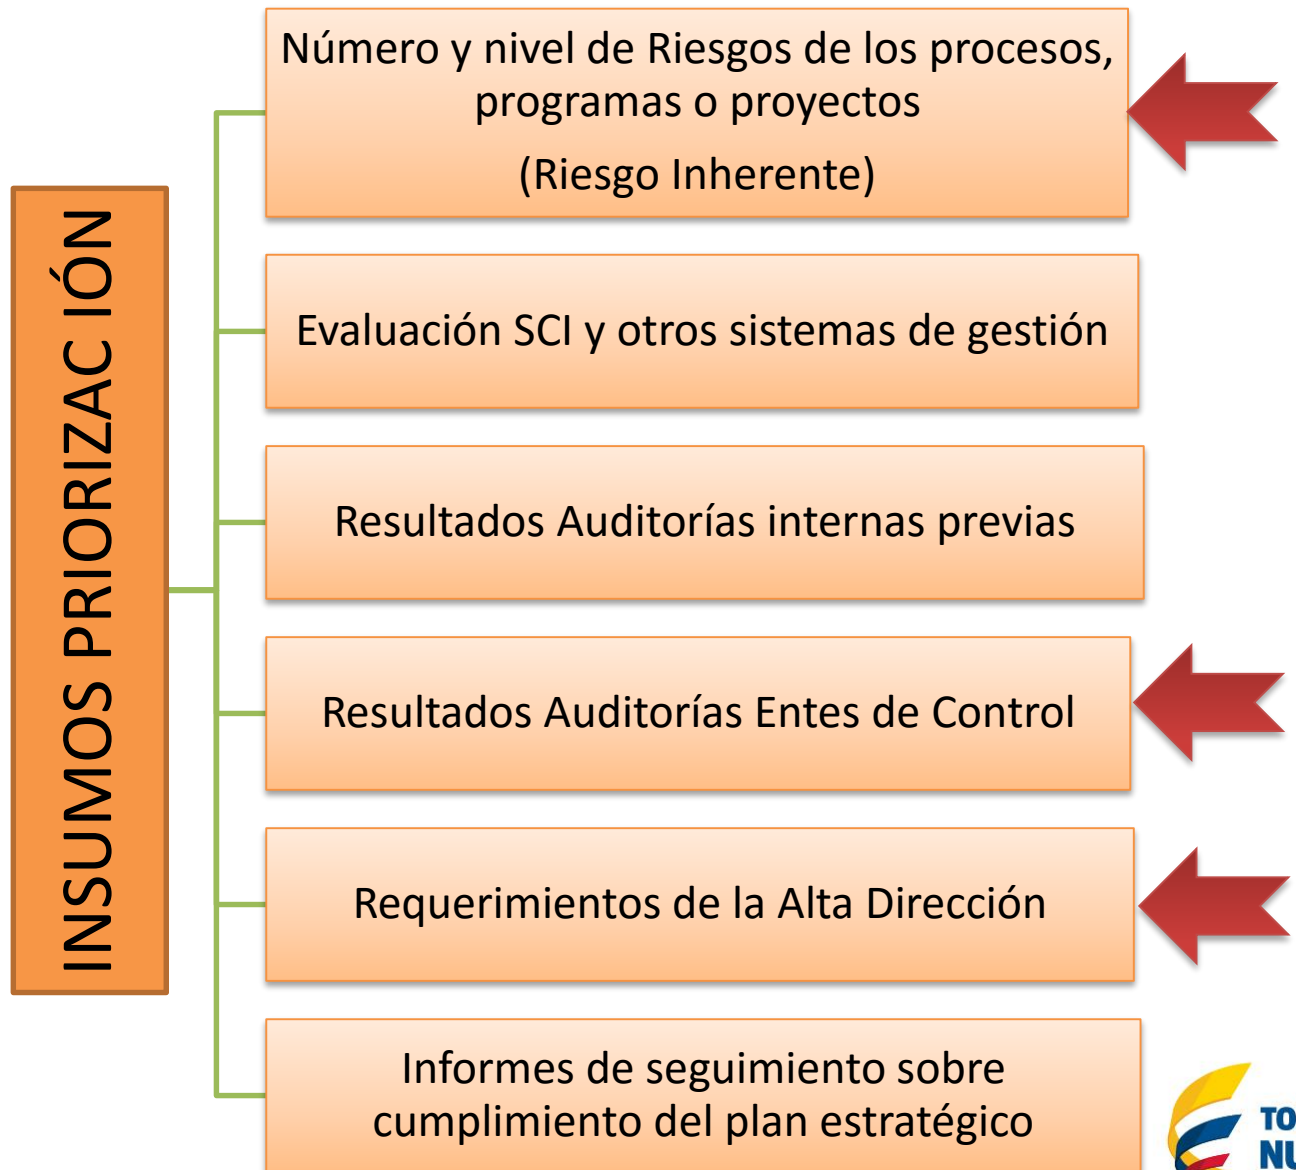 INSUMOS PRIORIZAC IÓN
Número y nivel de Riesgos de los procesos,
programas o proyectos
(Riesgo Inherente)
Evaluación SCI y otros sistemas de gestión
Resultados Auditorías internas previas
Resultados Auditorías Entes de Control
Requerimientos de la Alta Dirección
Informes de seguimiento sobre
cumplimiento del plan estratégico
TO